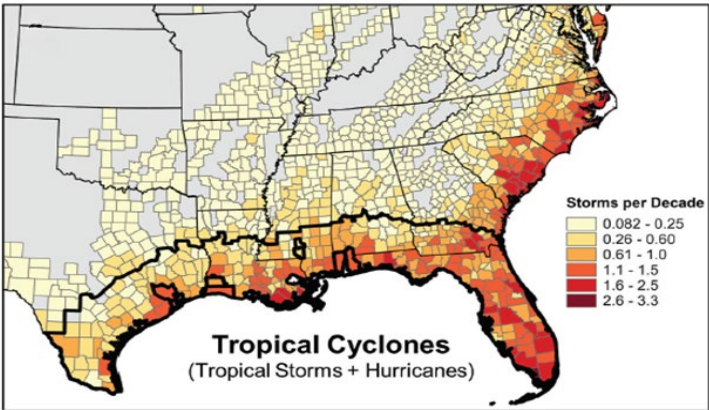 Storms per Decade
0.082 - 0.25
0.26 - 0.60
0.61 - 1.0
1.1 - 1.5
1.6 - 2.5
2.6 - 3.3
Tropical Cyclones
(Tropical Storms + Hurricanes)